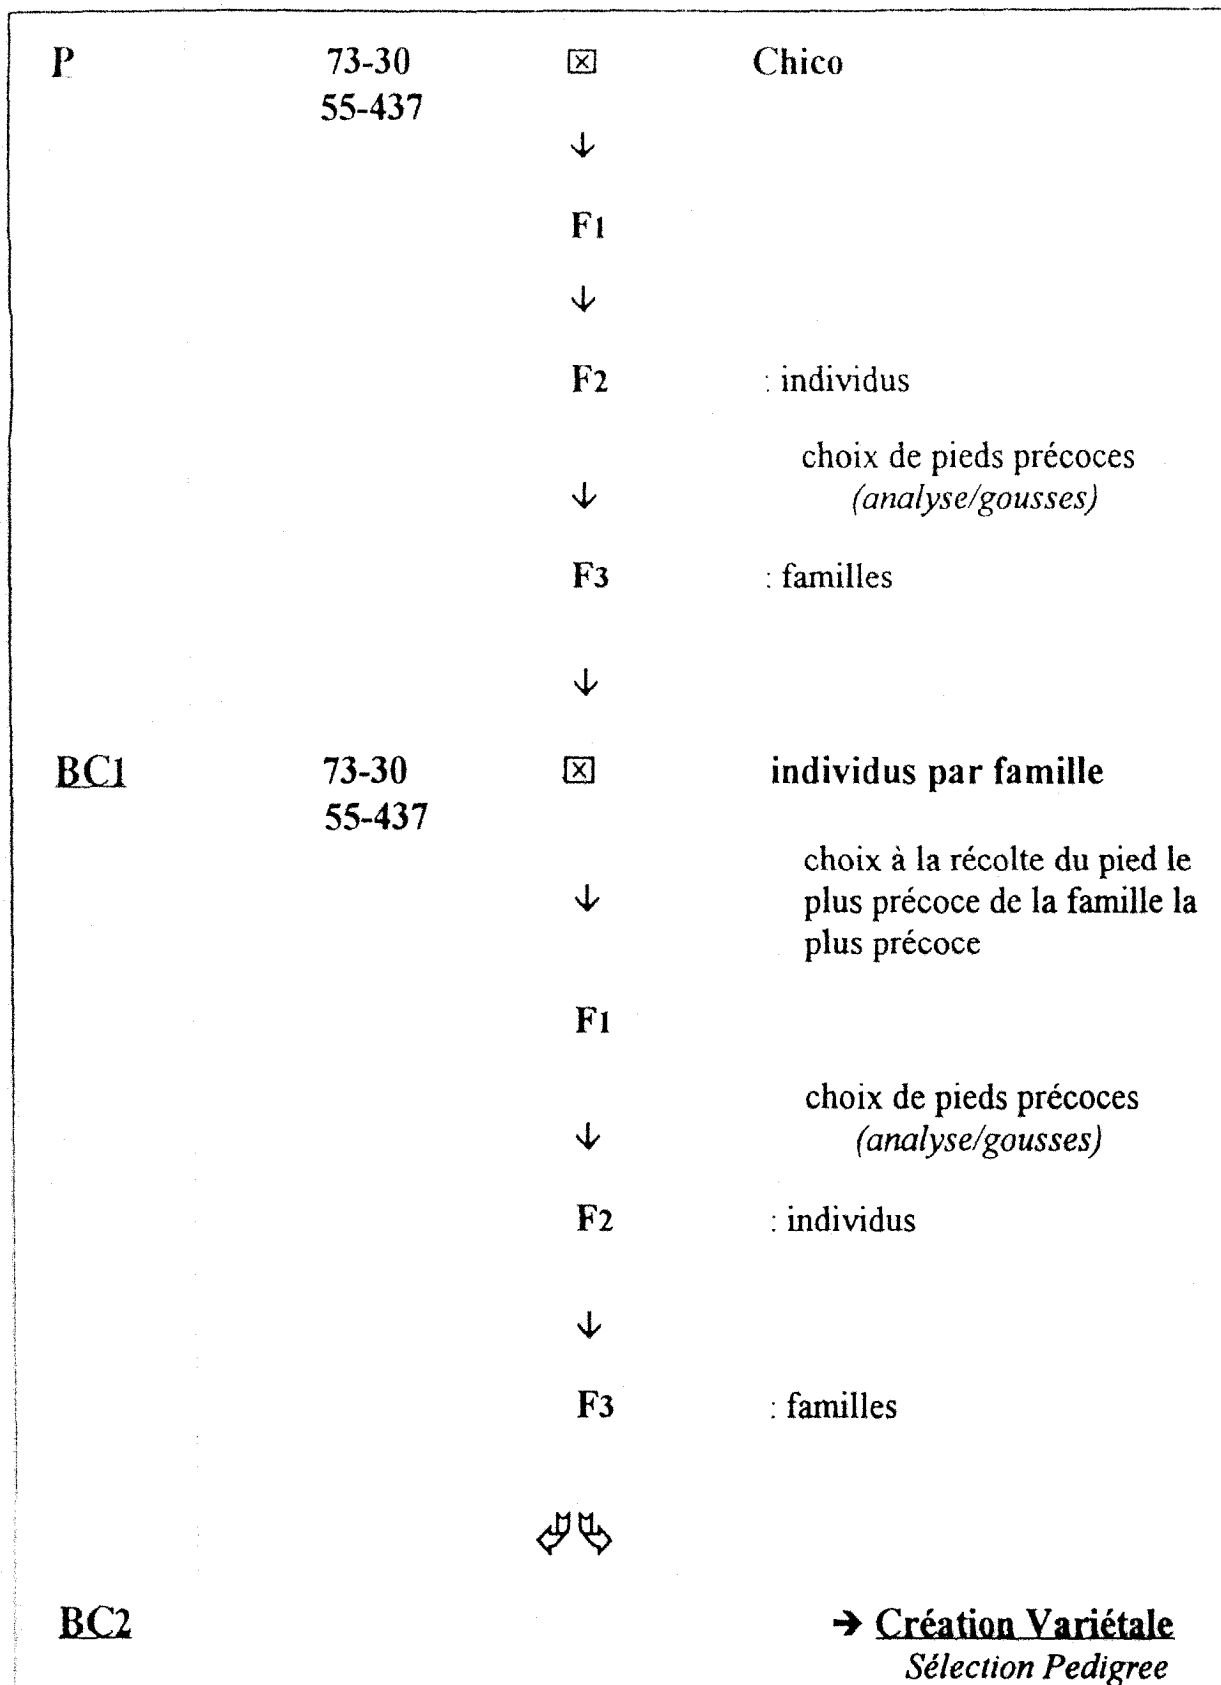 P 73-30 ☒ Chico
55-437
↓
F1
↓
F2 : individus
choix de pieds précoces
↓ (analyse/gousses)
F3 : familles
↓
BC1 73-30 ☒ individus par famille
55-437
choix à la récolte du pied le
↓ plus précoce de la famille la
plus précoce
F1
choix de pieds précoces
↓ (analyse/gousses)
F2 : individus
↓
F3 : familles
BC2 → Création Variétale
Sélection Pedigree